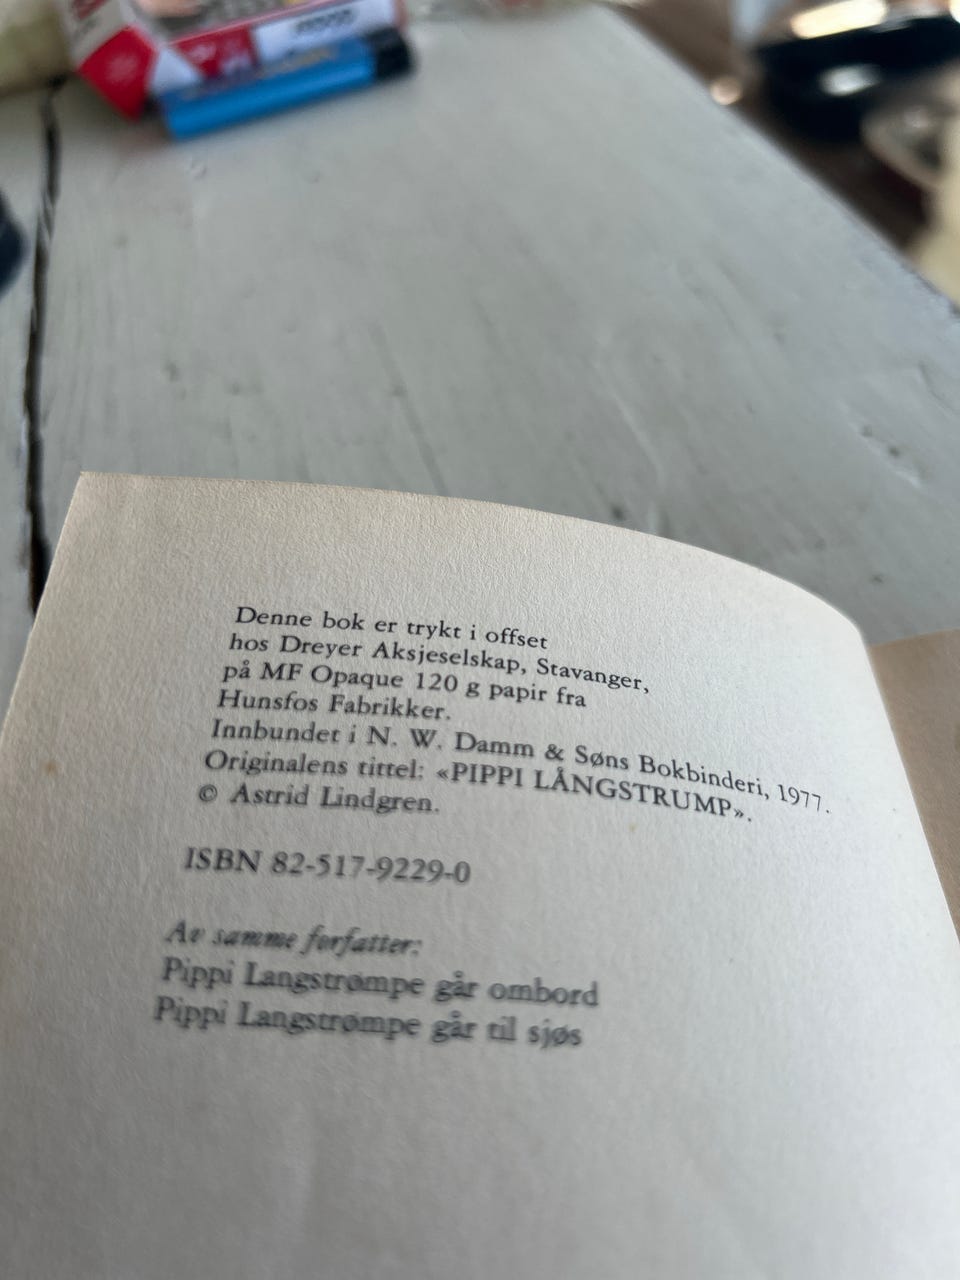 Denne bok er trykt i offset
hos Dreyer Aksjeselskap, Stavanger,
på MF Opaque 120 g papir fra
Hunsfos Fabrikker.
Innbundet i N. W. Damm & Søns Bokbinderi, 1977.
Originalens tittel: «PIPPI LÅNGSTRUMP».
© Astrid Lindgren.
ISBN 82-517-9229-0
Av samme forfatter:
Pippi Langstrømpe går ombord
Pippi Langstrømpe går til sjøs